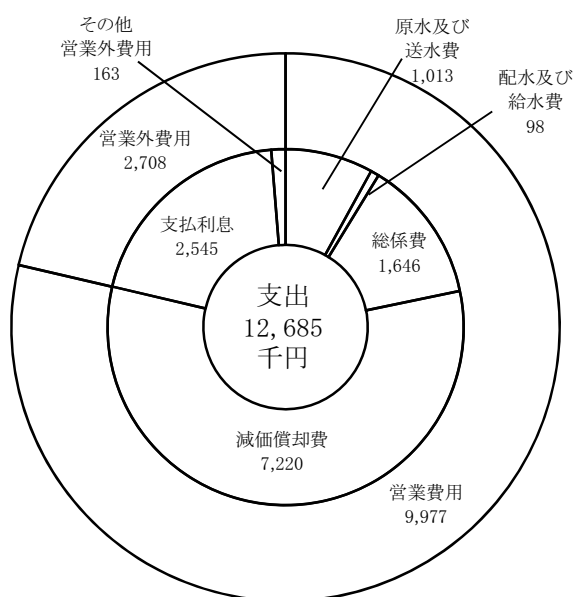 その他
営業外費用
163
原水及び
送水費
1,013
配水及び
給水費
98
営業外費用
2,708
支払利息
2,545
総係費
1,646
支出
12,685
千円
減価償却費
7,220
営業費用
9,977